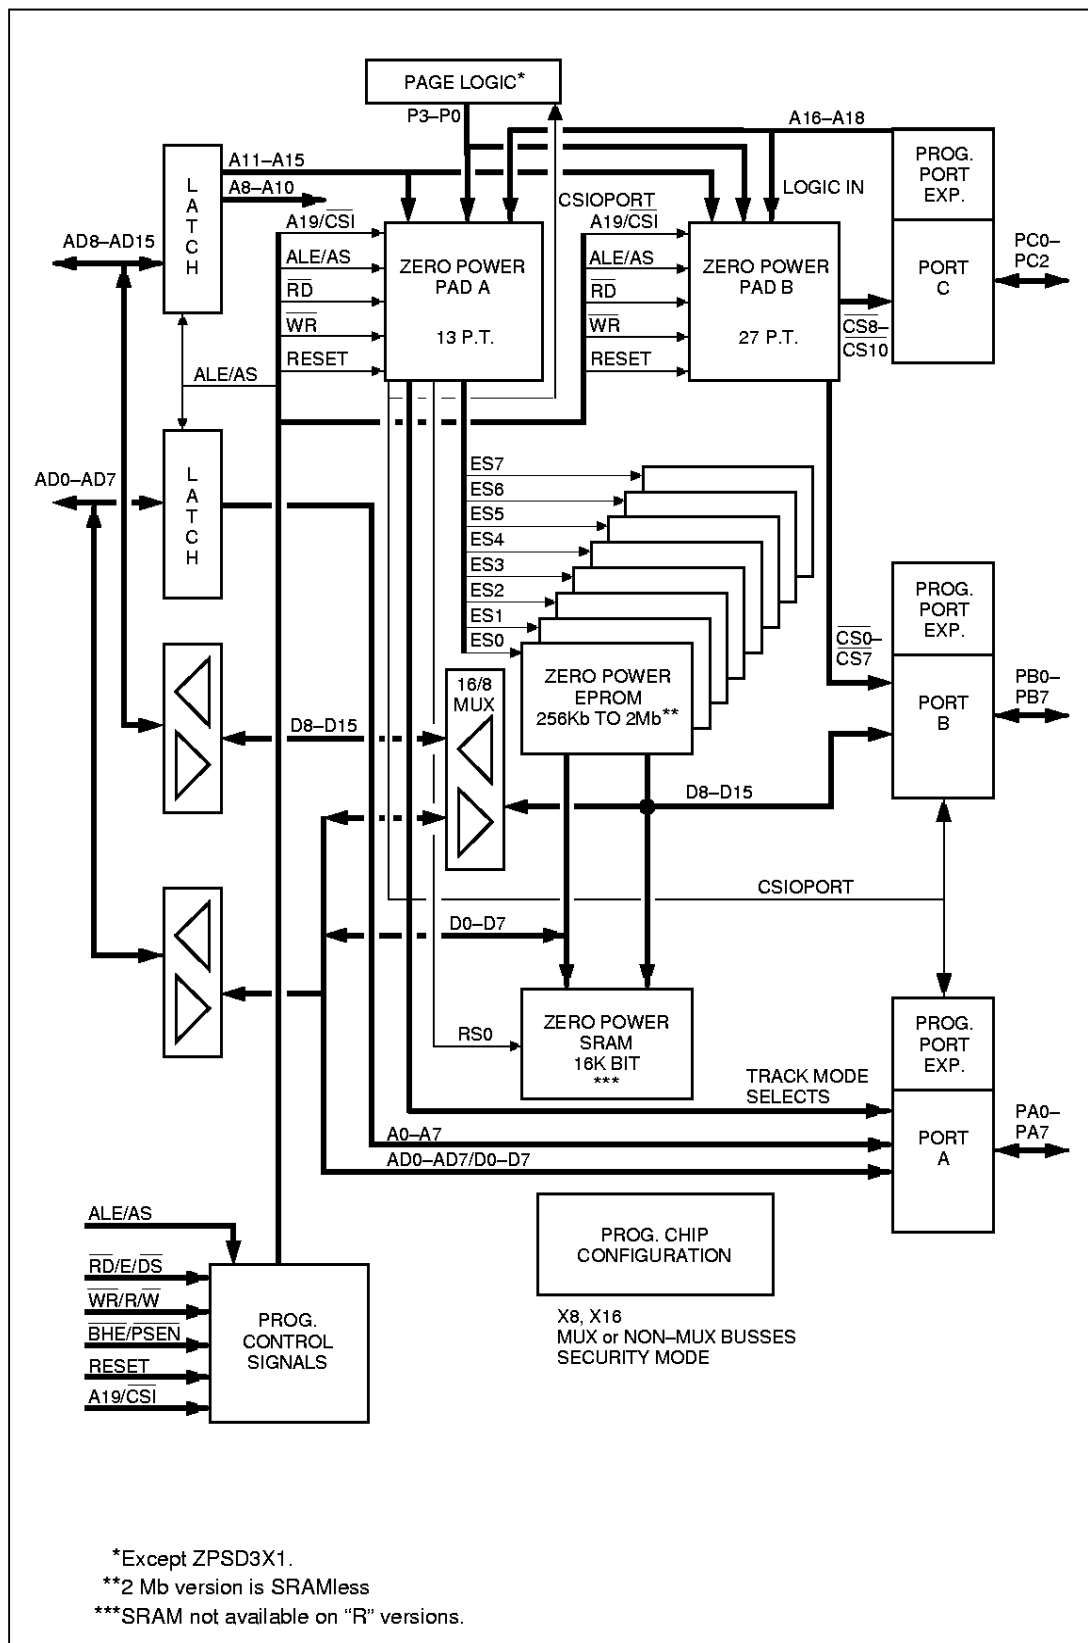 PAGE LOGIC*
P3–P0
A16–A18
A11–A15
A8–A10
LATCH
AD8–AD15
CSIOPORT
LOGIC IN
PROG.
PORT
EXP.
PORT
C
PC0–
PC2
A19/CSI
ALE/AS
RD
WR
RESET
ZERO POWER
PAD A
13 P.T.
A19/CSI
ALE/AS
RD
WR
RESET
ZERO POWER
PAD B
27 P.T.
CS8–
CS10
ALE/AS
AD0–AD7
LATCH
ES7
ES6
ES5
ES4
ES3
ES2
ES1
ES0
ZERO POWER
EPROM
256Kb TO 2Mb**
16/8
MUX
D8–D15
D8–D15
CS0–
CS7
PROG.
PORT
EXP.
PORT
B
PB0–
PB7
CSIOPORT
D0–D7
RS0
ZERO POWER
SRAM
16K BIT
***
TRACK MODE
SELECTS
A0–A7
AD0–AD7/D0–D7
PROG.
PORT
EXP.
PORT
A
PA0–
PA7
ALE/AS
RD/E/DS
WR/R/W
BHE/PSEN
RESET
A19/CSI
PROG.
CONTROL
SIGNALS
PROG. CHIP
CONFIGURATION
X8, X16
MUX or NON–MUX BUSSES
SECURITY MODE
*Except ZPSD3X1.
**2 Mb version is SRAMless
***SRAM not available on “R” versions.